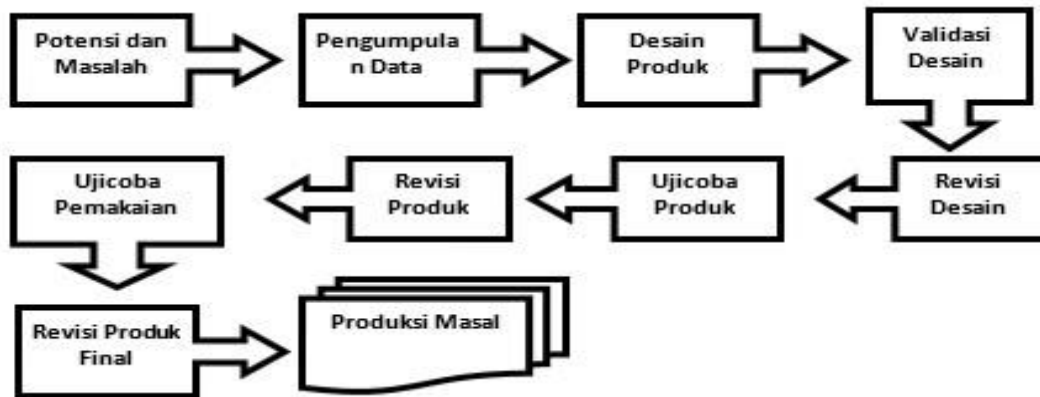 Potensi dan
Masalah
Pengumpula
n Data
Desain
Produk
Validasi
Desain
Revisi
Desain
Ujicoba
Produk
Revisi
Produk
Ujicoba
Pemakaian
Revisi Produk
Final
Produksi Masal